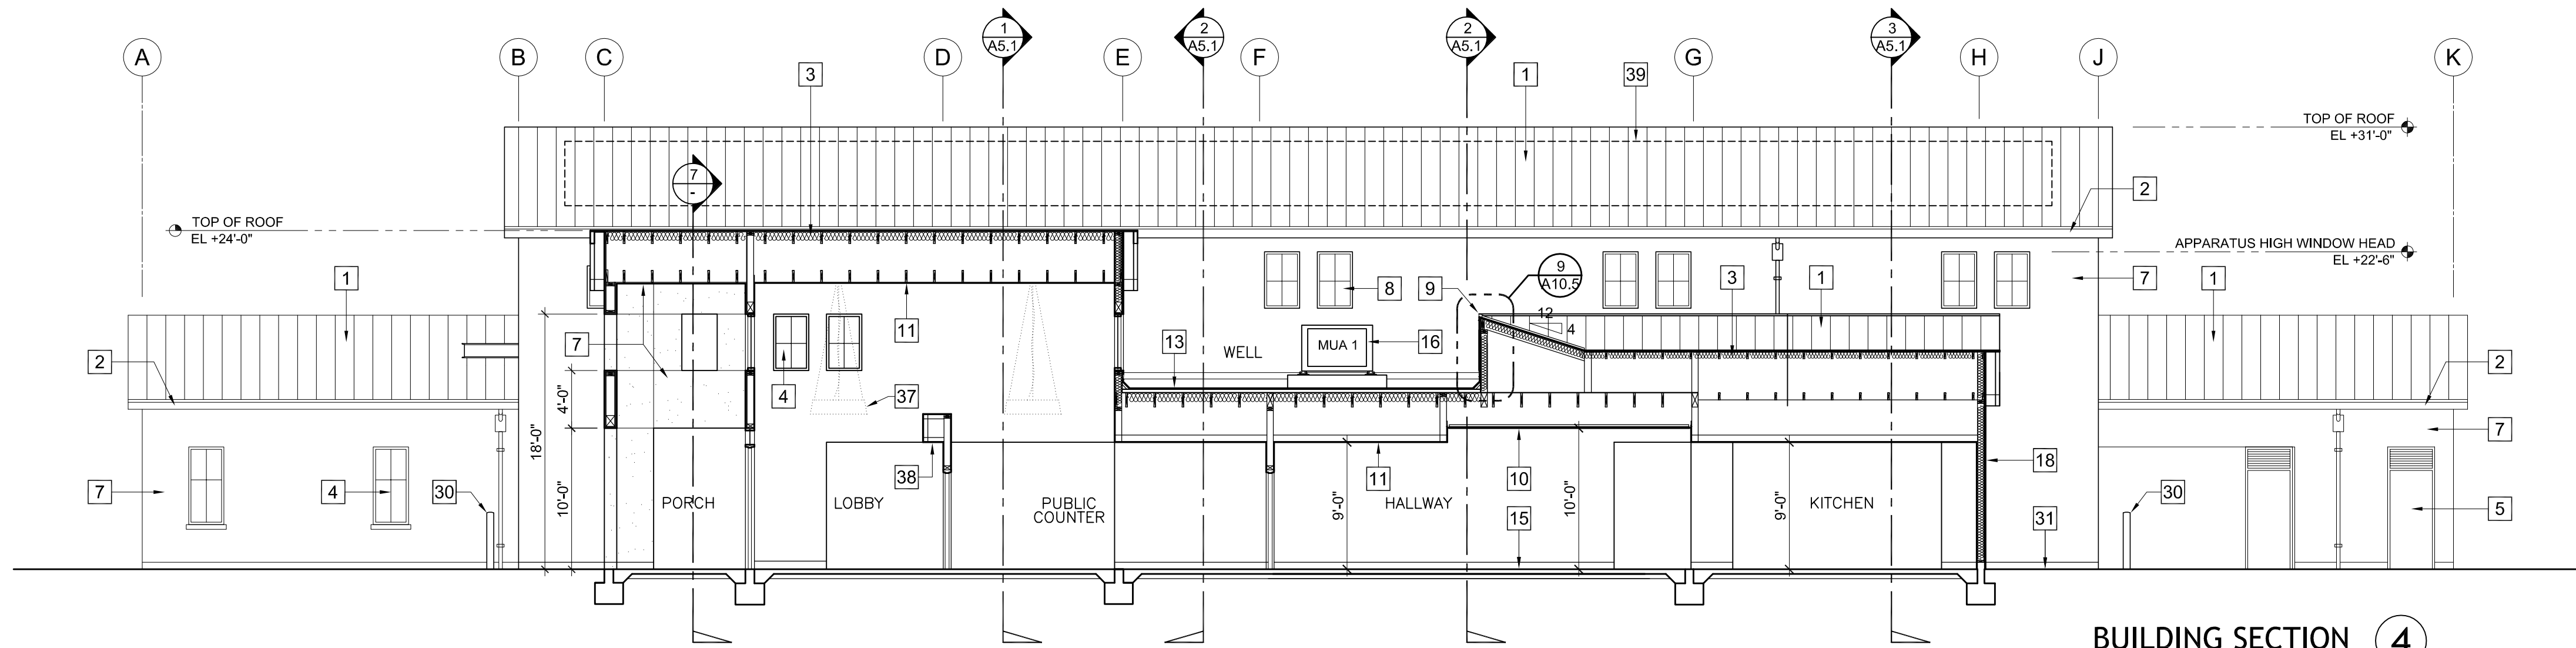 1
A5.1
2
A5.1
2
A5.1
3
A5.1
A
B
C
D
E
F
G
H
J
K
3
1
39
TOP OF ROOF
EL +31'-0"
7
-
2
TOP OF ROOF
EL +24'-0"
APPARATUS HIGH WINDOW HEAD
EL +22'-6"
1
9
A10.5
3
1
7
1
8
9
12
4
11
7
13
WELL
MUA 1
16
2
4
37
2
4'-0"
18'-0"
10'-0"
7
38
11
10
18
7
4
30
PORCH
LOBBY
PUBLIC
COUNTER
9'-0"
HALLWAY
10'-0"
9'-0"
KITCHEN
30
5
15
31
BUILDING SECTION
4